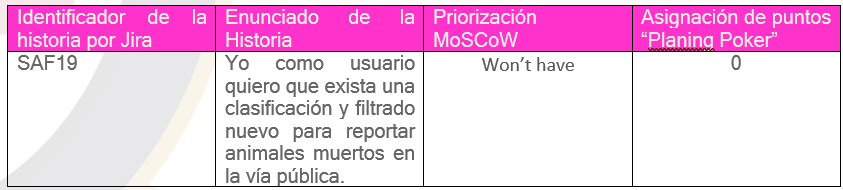 Identificador de la historia por Jira
Enunciado de la Historia
Priorización MoSCoW
Asignación de puntos “Planing Poker”
SAF19
Yo como usuario
quiero que exista una
clasificación y filtrado
nuevo para reportar
animales muertos en
la vía pública.
Won’t have
0